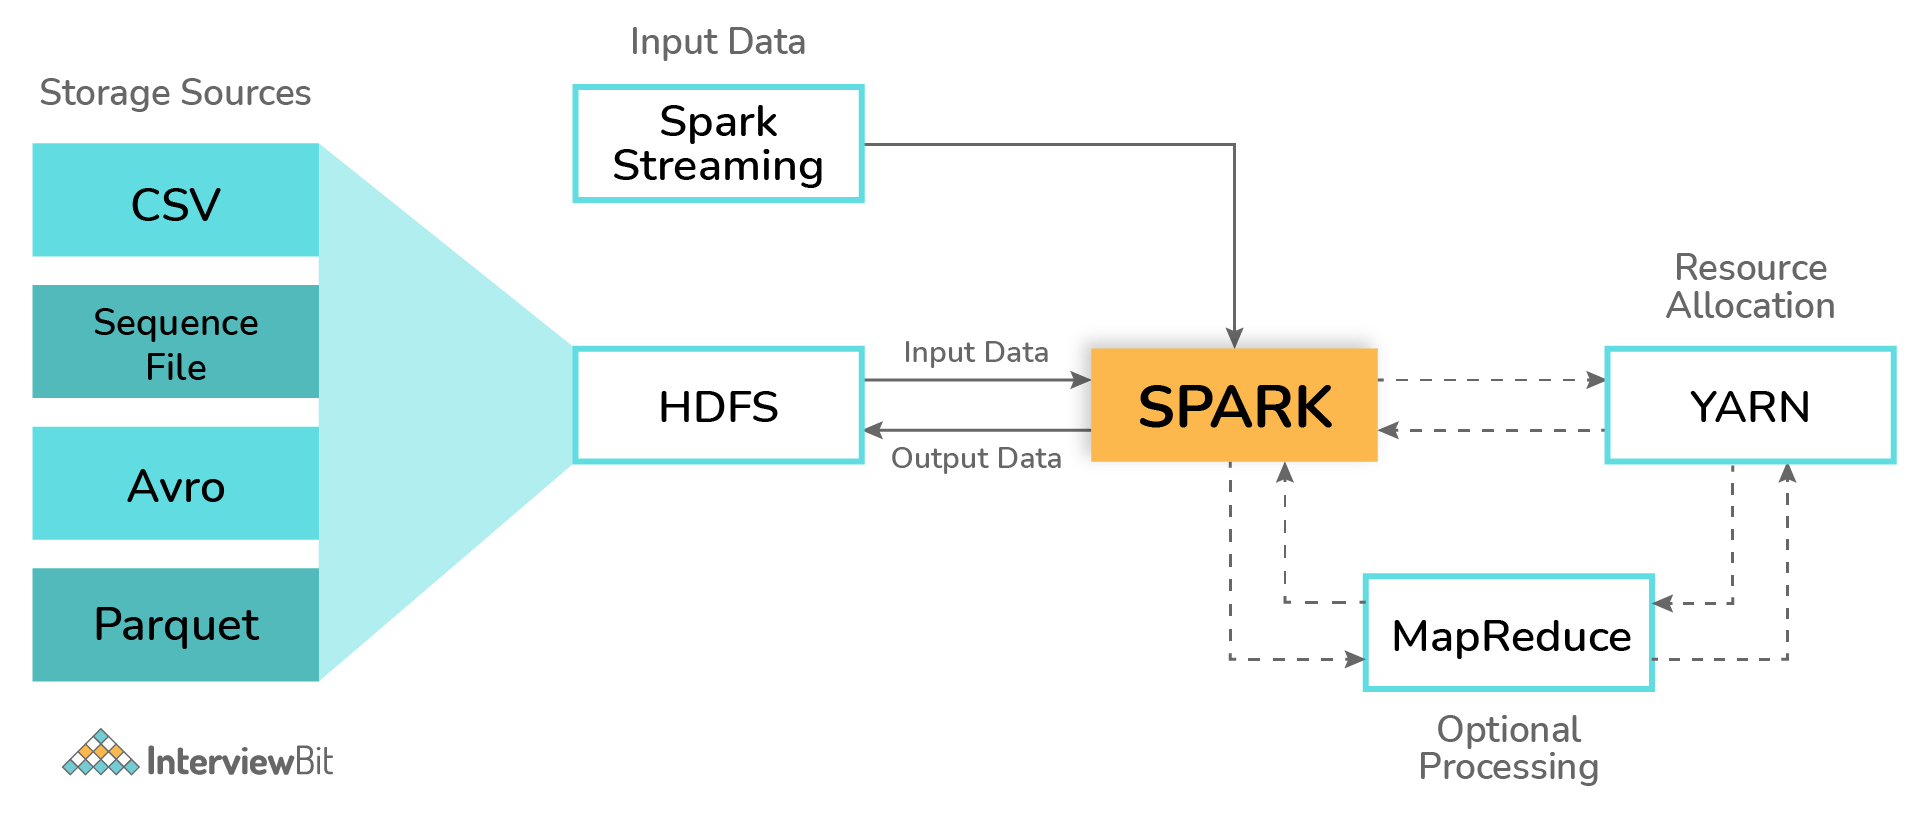 Input Data
Storage Sources
Spark
Streaming
CSV
Sequence
File
Avro
Parquet
HDFS
Input Data
Output Data
SPARK
Resource
Allocation
YARN
MapReduce
Optional
Processing
InterviewBit